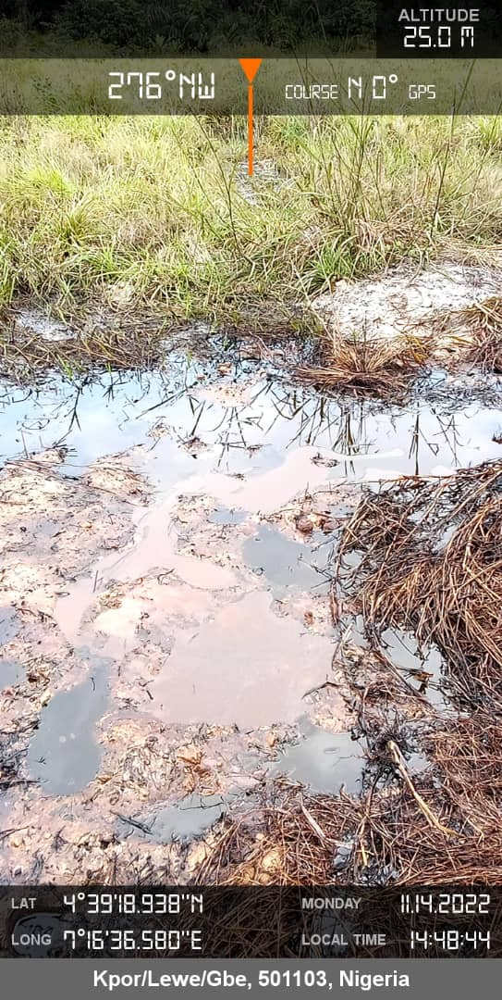 ALTITUDE
25.0 M
276°NW
COURSE N 0° GPS
LAT 4°39'18.938"N
MONDAY 11.14.2022
LONG 7°16'36.580"E
LOCAL TIME 14:48:44
Kpor/Lewe/Gbe, 501103, Nigeria